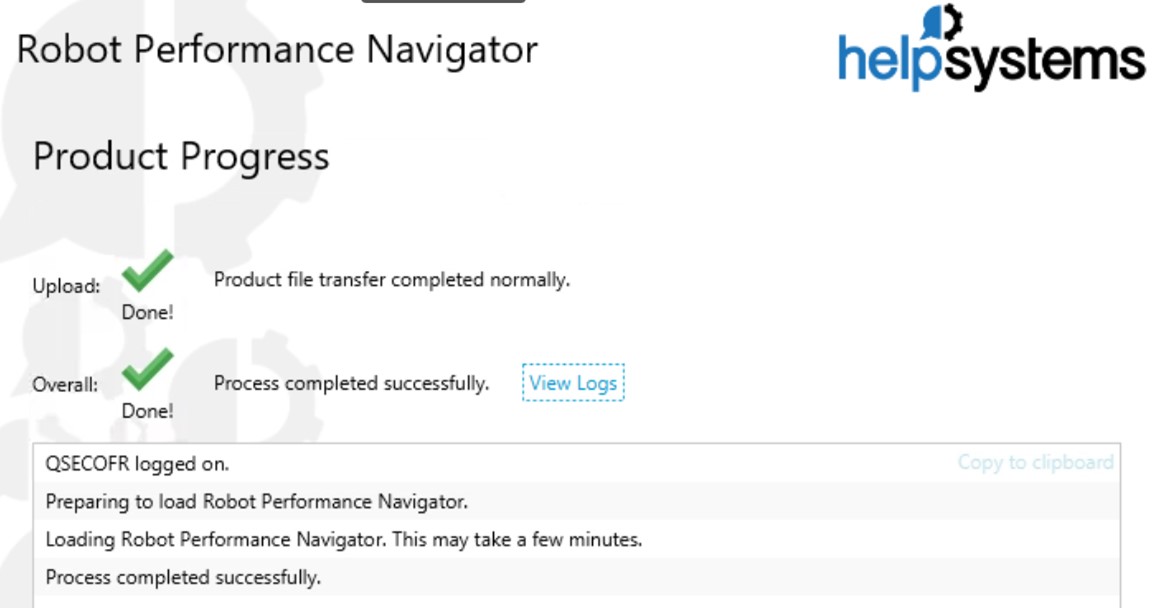 Robot Performance Navigator
helpsystems
Product Progress
Upload:
Done!
Product file transfer completed normally.
Overall:
Done!
Process completed successfully.
View Logs
QSECOFR logged on.
Copy to clipboard
Preparing to load Robot Performance Navigator.
Loading Robot Performance Navigator. This may take a few minutes.
Process completed successfully.